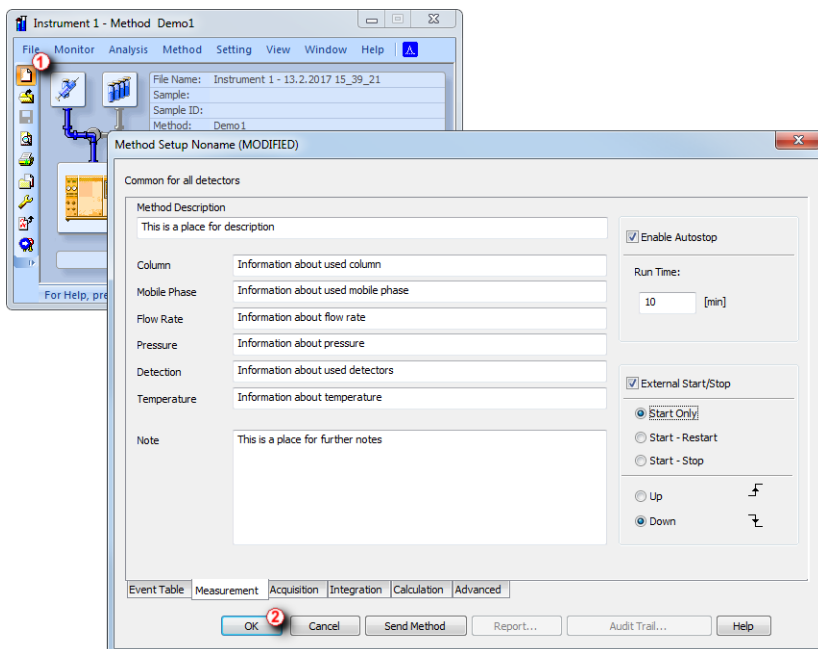 Instrument 1 - Method Demo1
File Monitor Analysis Method Setting View Window Help
1
File Name: Instrument 1 - 13.2.2017 15_39_21
Sample:
Sample ID:
Method: Demo1
For Help, pre
Method Setup Noname (MODIFIED)
Common for all detectors
Method Description
This is a place for description
Column Information about used column
Mobile Phase Information about used mobile phase
Flow Rate Information about flow rate
Pressure Information about pressure
Detection Information about used detectors
Temperature Information about temperature
Note This is a place for further notes
Enable Autostop
Run Time:
10 [min]
External Start/Stop
Start Only
Start - Restart
Start - Stop
Up
Down
Event Table Measurement Acquisition Integration Calculation Advanced
2
OK Cancel Send Method Report... Audit Trail... Help